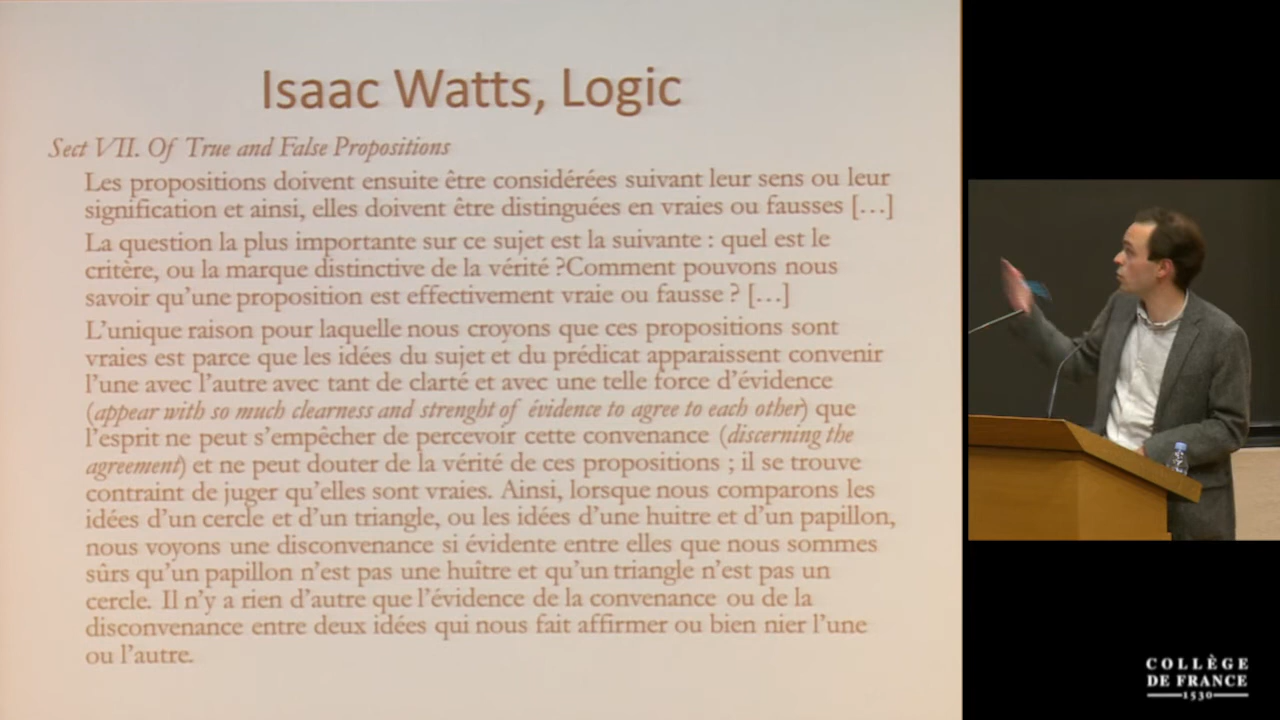 Isaac Watts, Logic
Sect VII. Of True and False Propositions
Les propositions doivent ensuite être considérées suivant leur sens ou leur
signification et ainsi, elles doivent être distinguées en vraies ou fausses […]
La question la plus importante sur ce sujet est la suivante : quel est le
critère, ou la marque distinctive de la vérité ?Comment pouvons nous
savoir qu'une proposition est effectivement vraie ou fausse ? […]
L'unique raison pour laquelle nous croyons que ces propositions sont
vraies est parce que les idées du sujet et du prédicat apparaissent convenir
l'une avec l'autre avec tant de clarté et avec une telle force d'évidence
(appear with so much clearness and strenght of évidence to agree to each other) que
l'esprit ne peut s'empêcher de percevoir cette convenance (discerning the
agreement) et ne peut douter de la vérité de ces propositions ; il se trouve
contraint de juger qu'elles sont vraies. Ainsi, lorsque nous comparons les
idées d'un cercle et d'un triangle, ou les idées d'une huitre et d'un papillon,
nous voyons une disconvenance si évidente entre elles que nous sommes
sûrs qu'un papillon n'est pas une huître et qu'un triangle n'est pas un
cercle. Il n'y a rien d'autre que l'évidence de la convenance ou de la
disconvenance entre deux idées qui nous fait affirmer ou bien nier l'une
ou l'autre.
COLLÈGE
DE FRANCE
1530